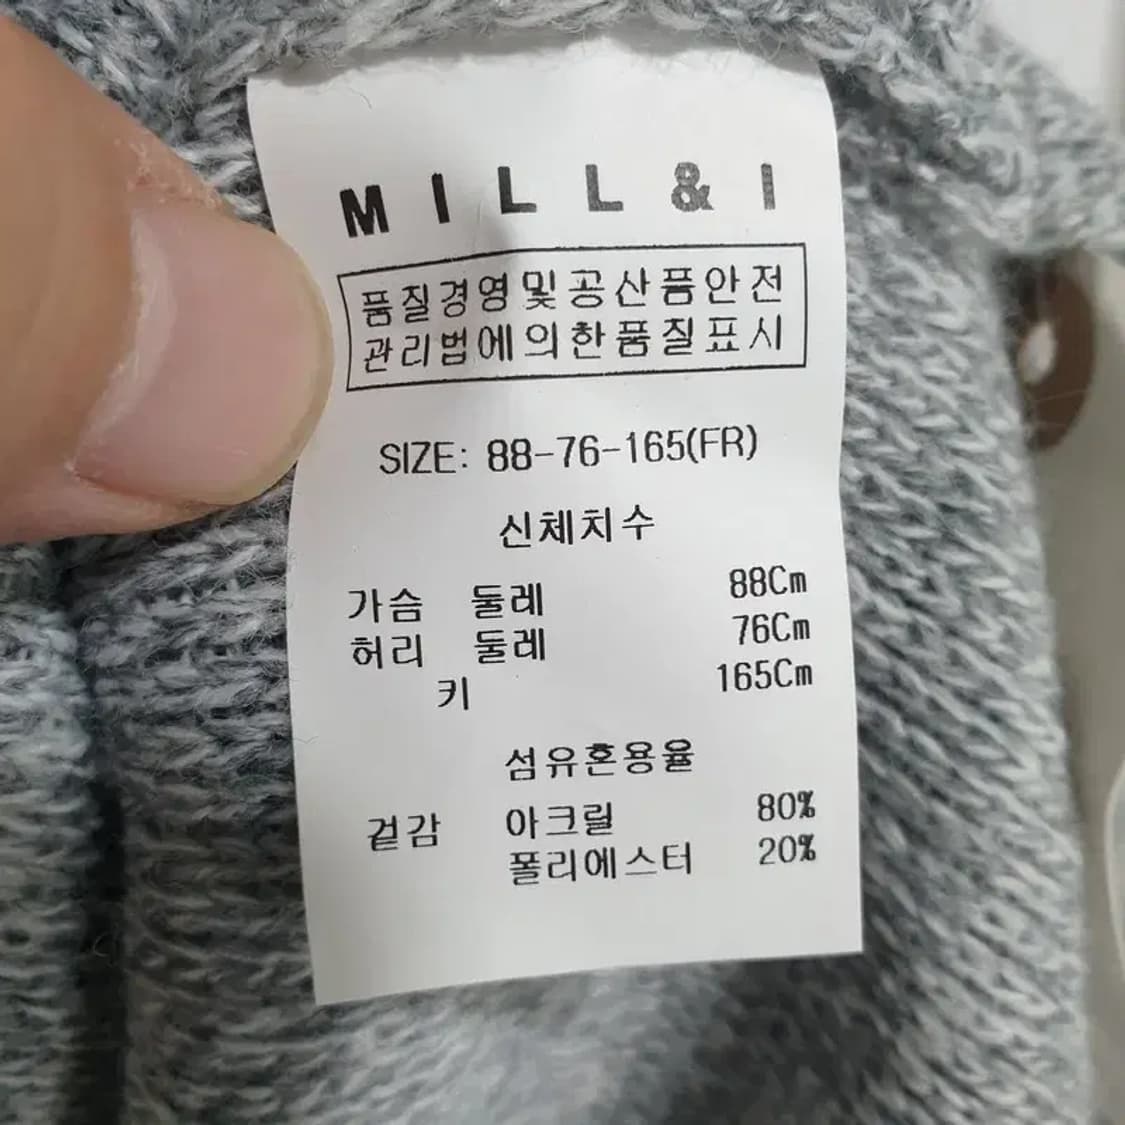 MILL&I
품질경영및공산품안전
관리법에의한품질표시
SIZE: 88-76-165(FR)
신체치수
가슴 둘레 88Cm
허리 둘레 76Cm
키 165Cm
섬유혼용율
겉감 아크릴 80%
폴리에스터 20%